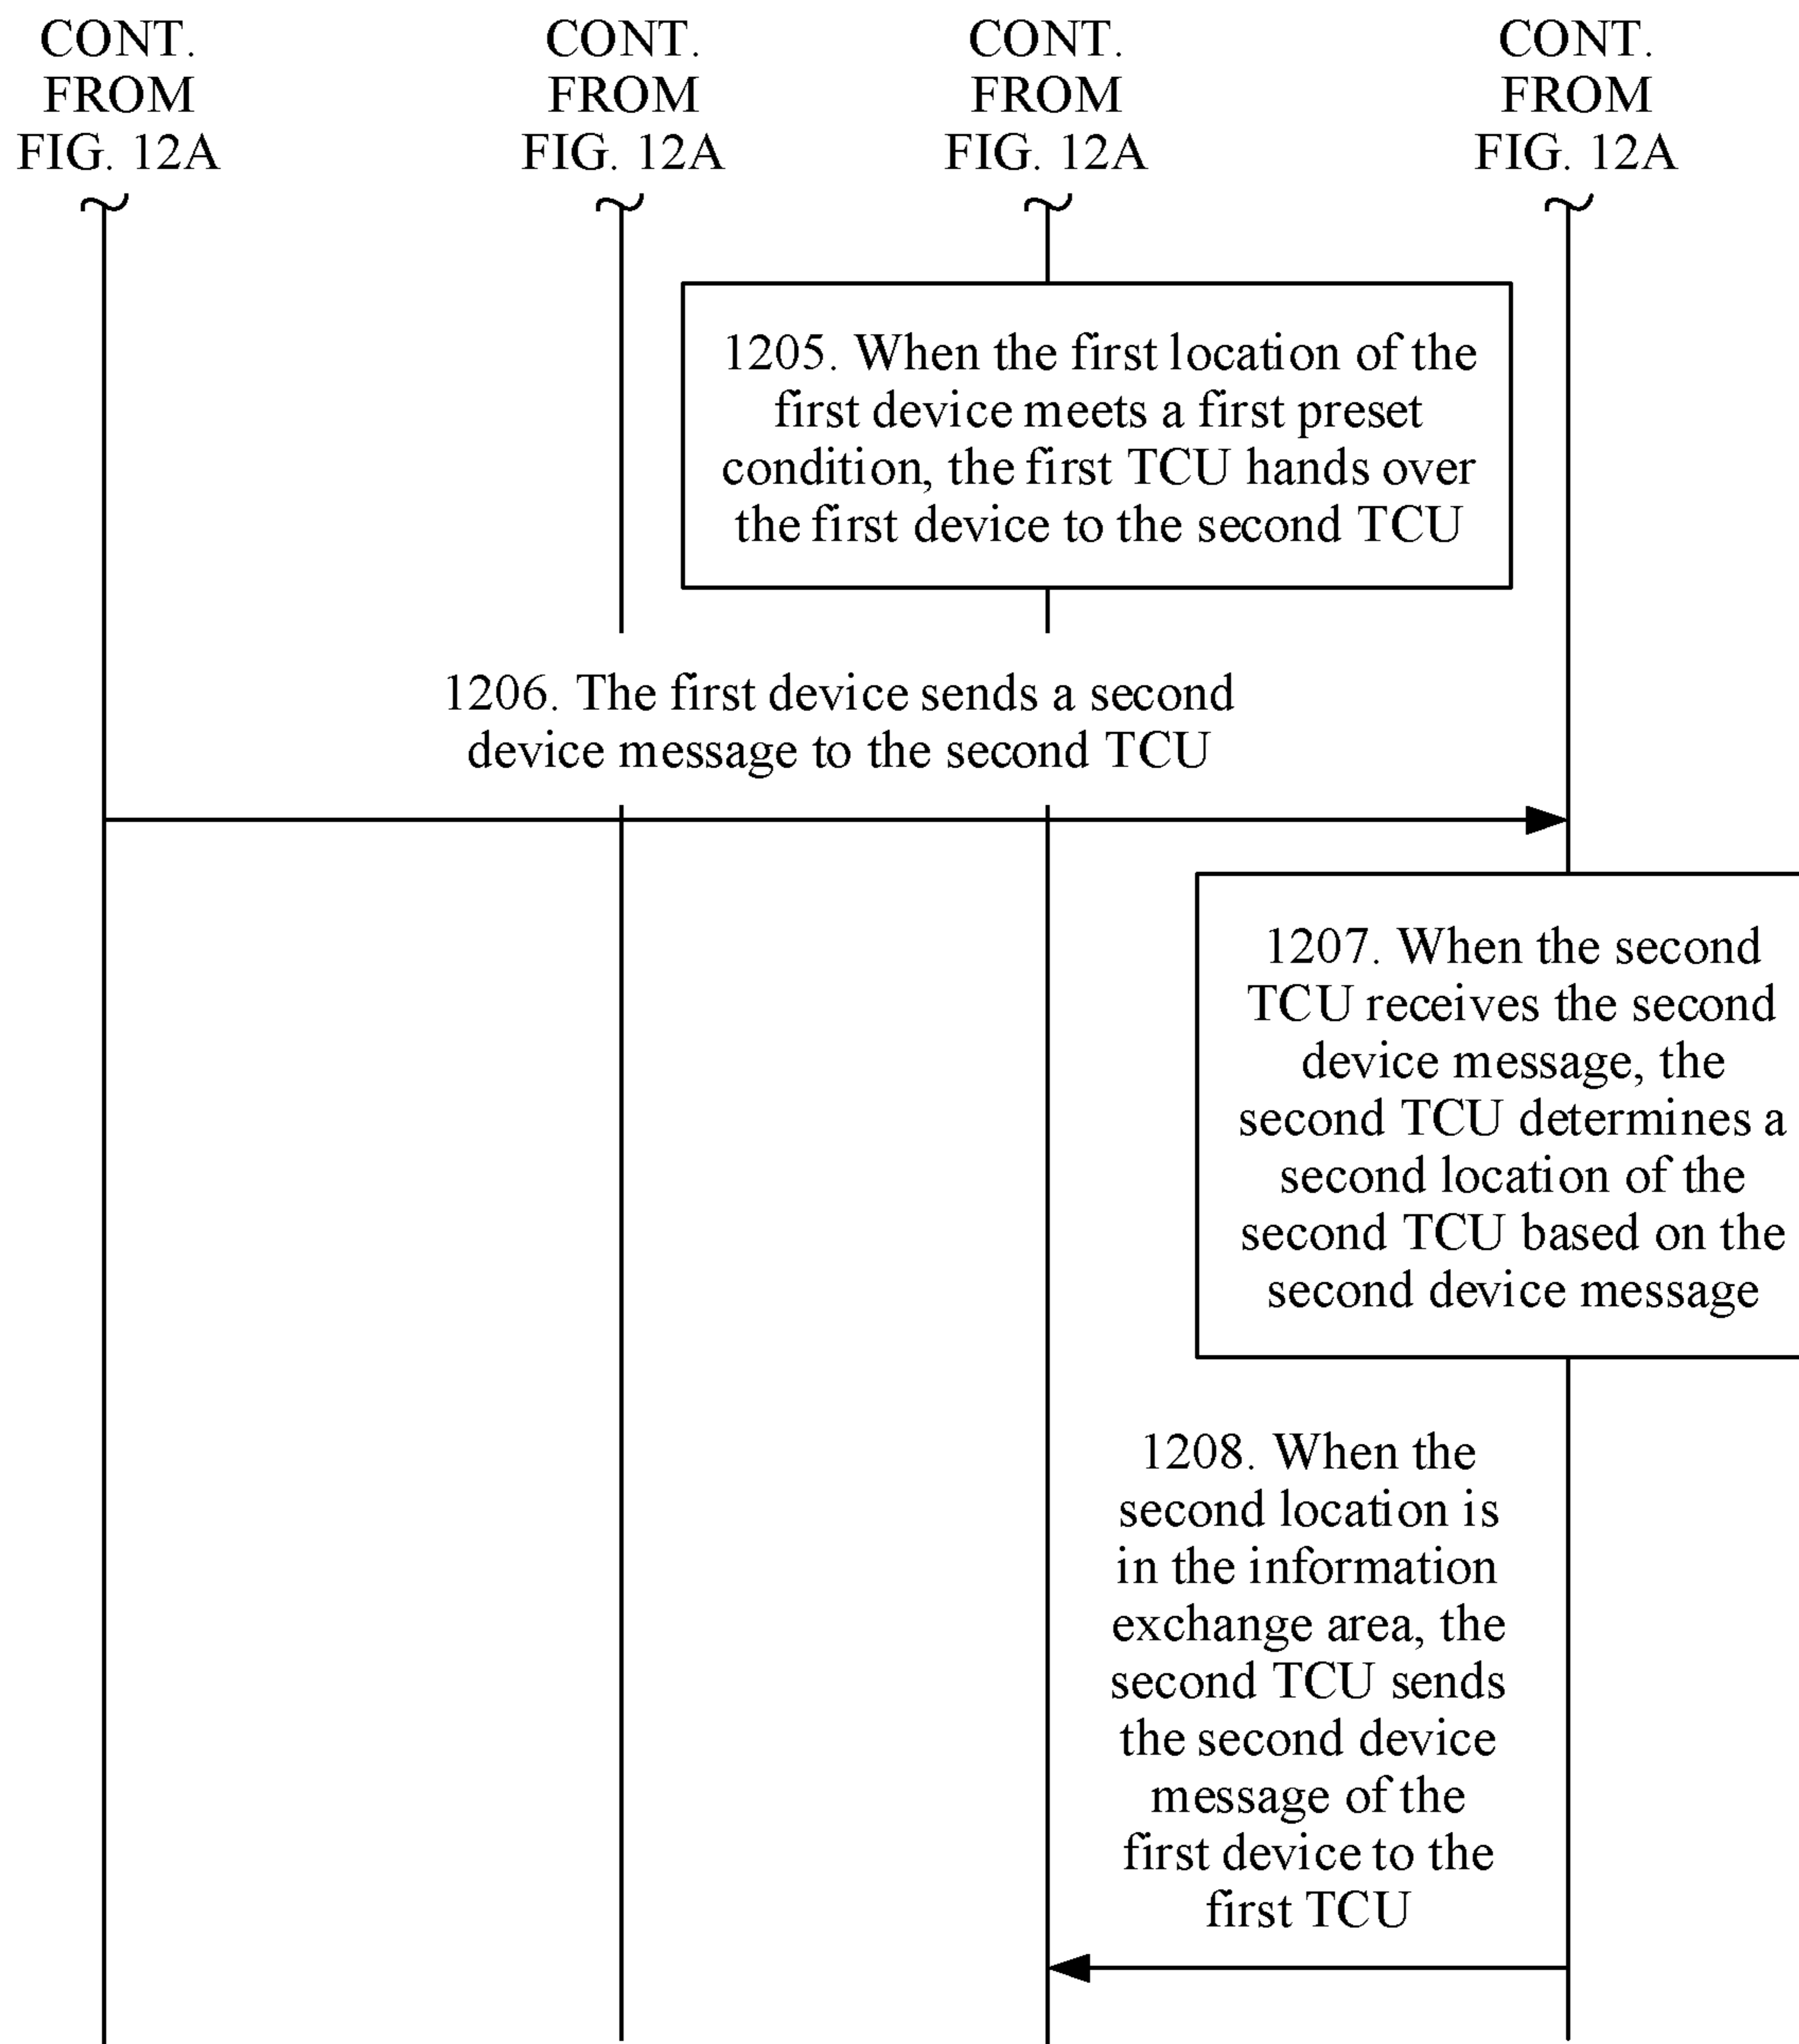 CONT.
FROM
FIG. 12A
CONT.
FROM
FIG. 12A
CONT.
FROM
FIG. 12A
CONT.
FROM
FIG. 12A
1205. When the first location of the
first device meets a first preset
condition, the first TCU hands over
the first device to the second TCU
1206. The first device sends a second
device message to the second TCU
1207. When the second
TCU receives the second
device message, the
second TCU determines a
second location of the
second TCU based on the
second device message
1208. When the
second location is
in the information
exchange area, the
second TCU sends
the second device
message of the
first device to the
first TCU